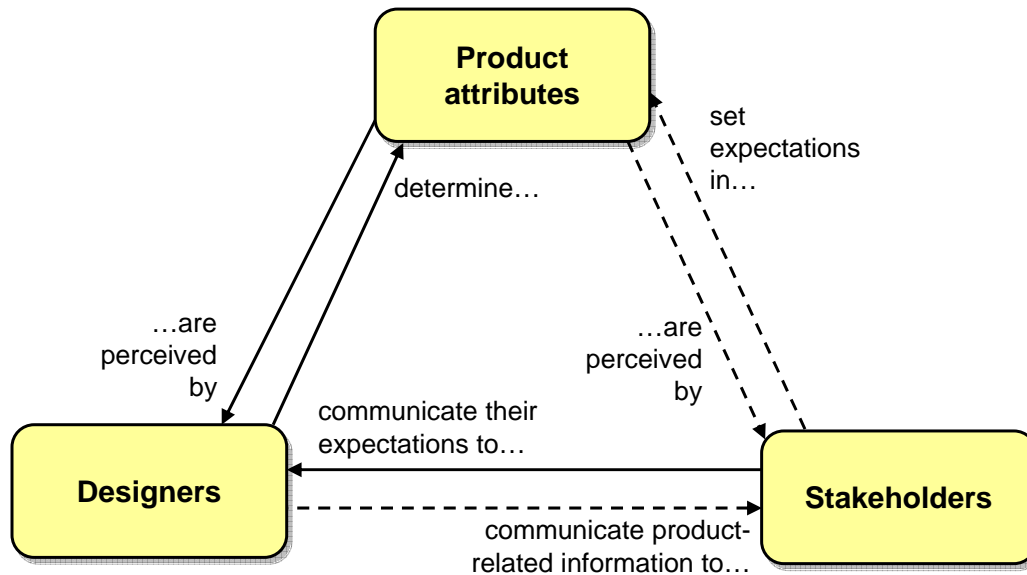 Product
attributes
set
expectations
in…
determine…
…are
perceived
by
…are
perceived
by
communicate their
expectations to…
Designers
Stakeholders
communicate product-
related information to…